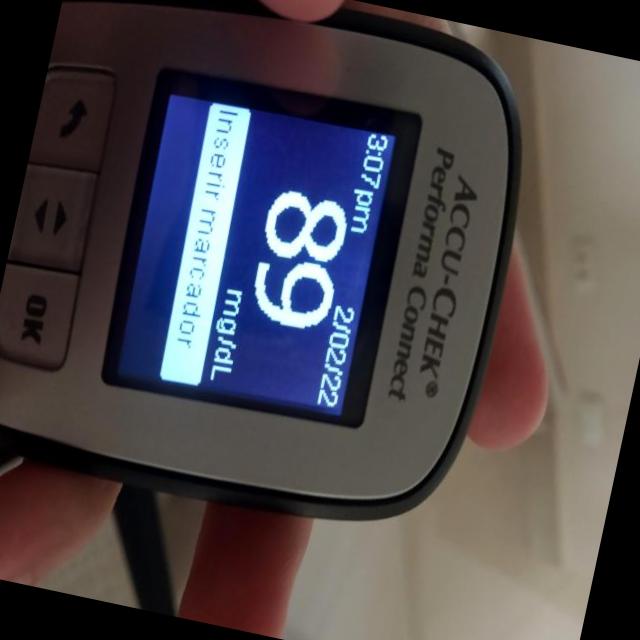 ACCU-CHEK®
Performa Connect
3:07pm 2/02/22
89
mg/dL
Inserir marcador
OK